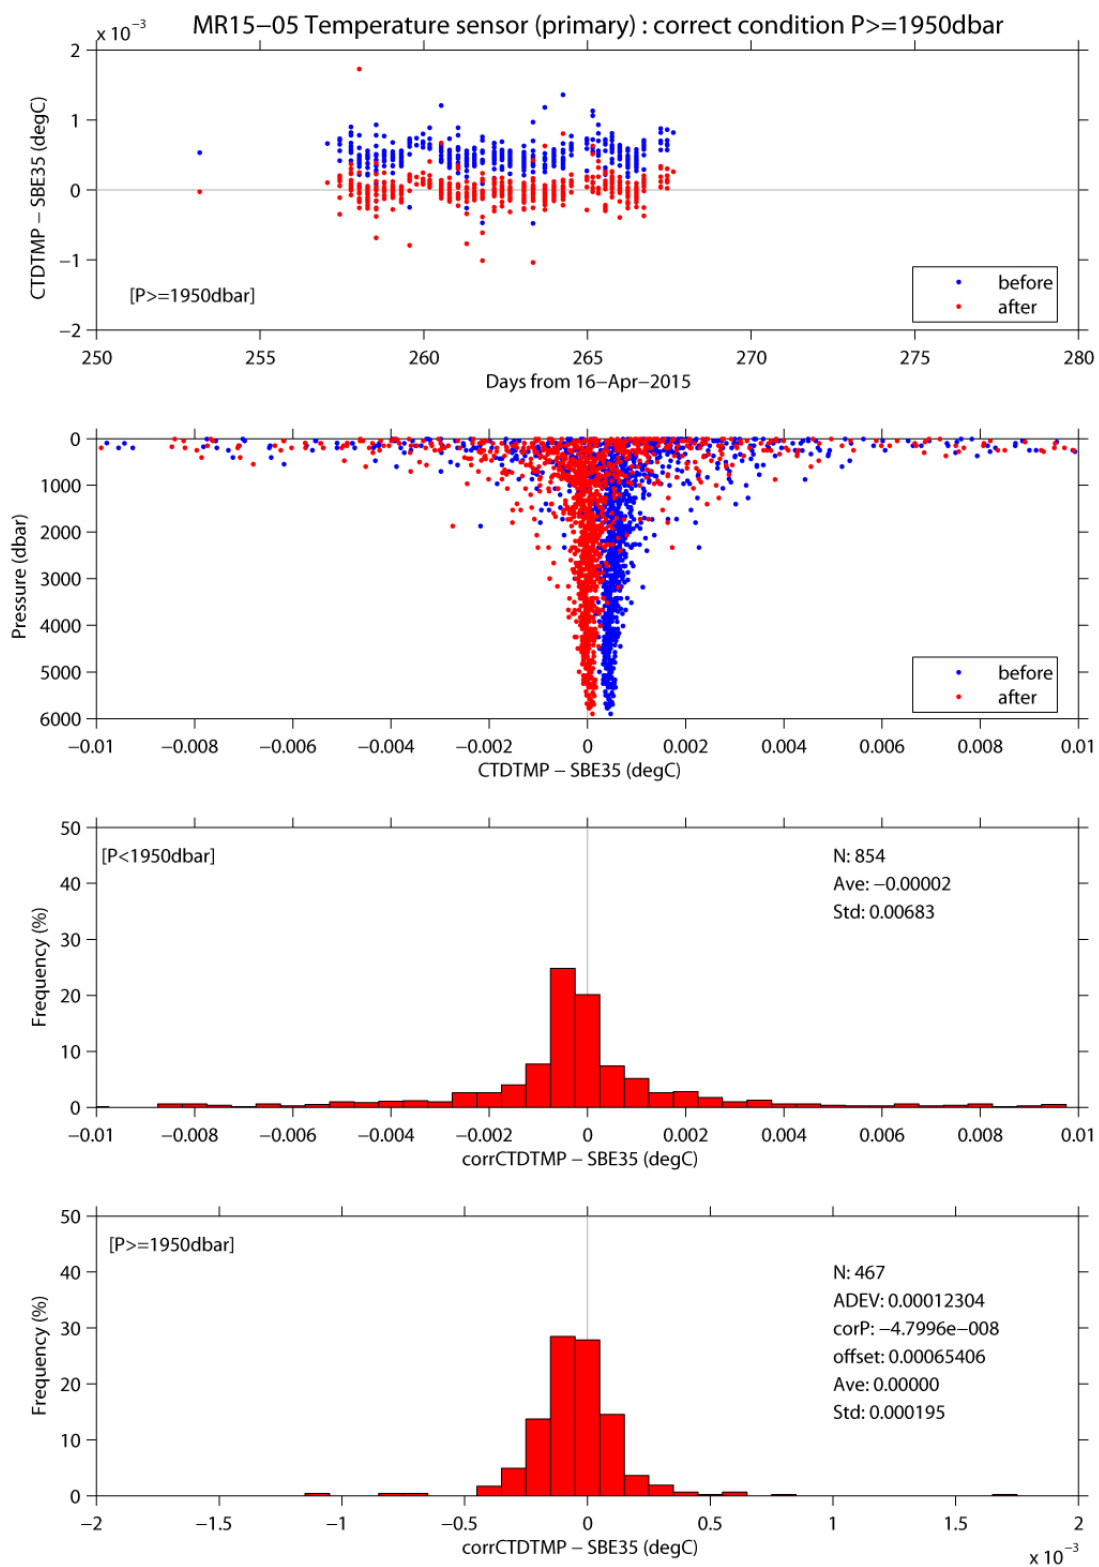 MR15−05 Temperature sensor (primary) : correct condition P>=1950dbar
x 10−3
2
1
0
−1
−2
CTDTMP − SBE35 (degC)
[P>=1950dbar]
before
after
250 255 260 265 270 275 280
Days from 16−Apr−2015
0
1000
2000
3000
4000
5000
6000
Pressure (dbar)
before
after
−0.01 −0.008 −0.006 −0.004 −0.002 0 0.002 0.004 0.006 0.008 0.01
CTDTMP − SBE35 (degC)
50
40
30
20
10
0
Frequency (%)
[P<1950dbar]
N: 854
Ave: −0.00002
Std: 0.00683
−0.01 −0.008 −0.006 −0.004 −0.002 0 0.002 0.004 0.006 0.008 0.01
corrCTDTMP − SBE35 (degC)
50
40
30
20
10
0
Frequency (%)
[P>=1950dbar]
N: 467
ADEV: 0.00012304
corP: −4.7996e−008
offset: 0.00065406
Ave: 0.00000
Std: 0.000195
−2 −1.5 −1 −0.5 0 0.5 1 1.5 2
corrCTDTMP − SBE35 (degC)
x 10−3